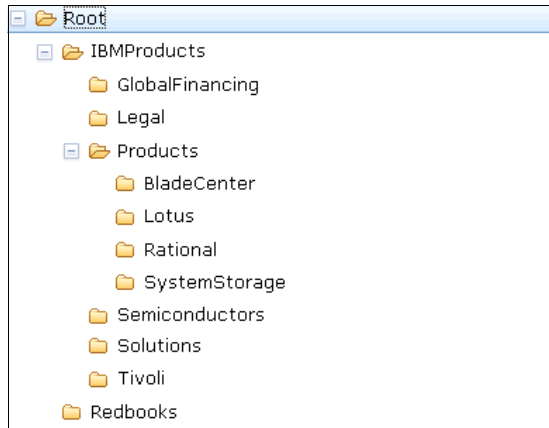 Root
IBMProducts
GlobalFinancing
Legal
Products
BladeCenter
Lotus
Rational
SystemStorage
Semiconductors
Solutions
Tivoli
Redbooks